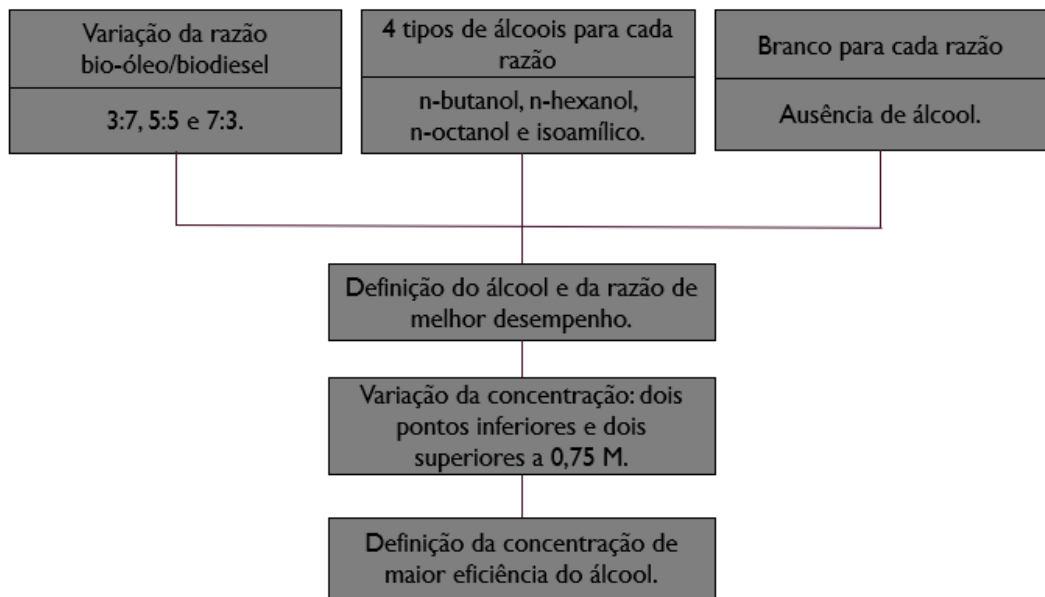 Variação da razão
bio-óleo/biodiesel
3:7, 5:5 e 7:3.
4 tipos de álcoois para cada
razão
n-butanol, n-hexanol,
n-octanol e isoamílico.
Branco para cada razão
Ausência de álcool.
Definição do álcool e da razão de
melhor desempenho.
Variação da concentração: dois
pontos inferiores e dois
superiores a 0,75 M.
Definição da concentração de
maior eficiência do álcool.